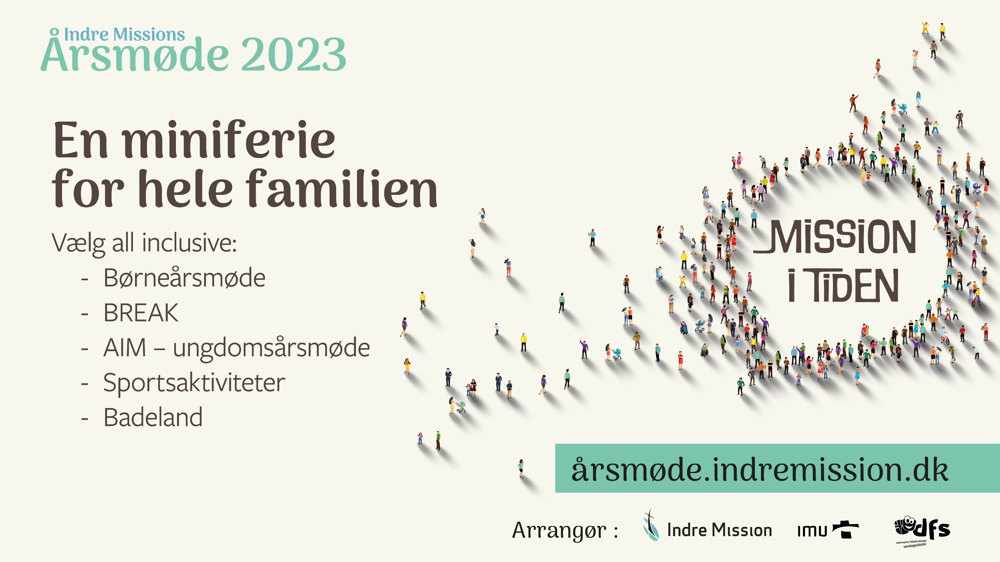 Indre Missions
Årsmøde 2023
En miniferie
for hele familien
Vælg all inclusive:
- Børneårsmøde
- BREAK
- AIM – ungdomsårsmøde
- Sportsaktiviteter
- Badeland
MiSSiON
i TiDEN
årsmøde.indremission.dk
Arrangør :
Indre Mission
imu
dfs
danmarks folkekirkelige
søndagsskoler